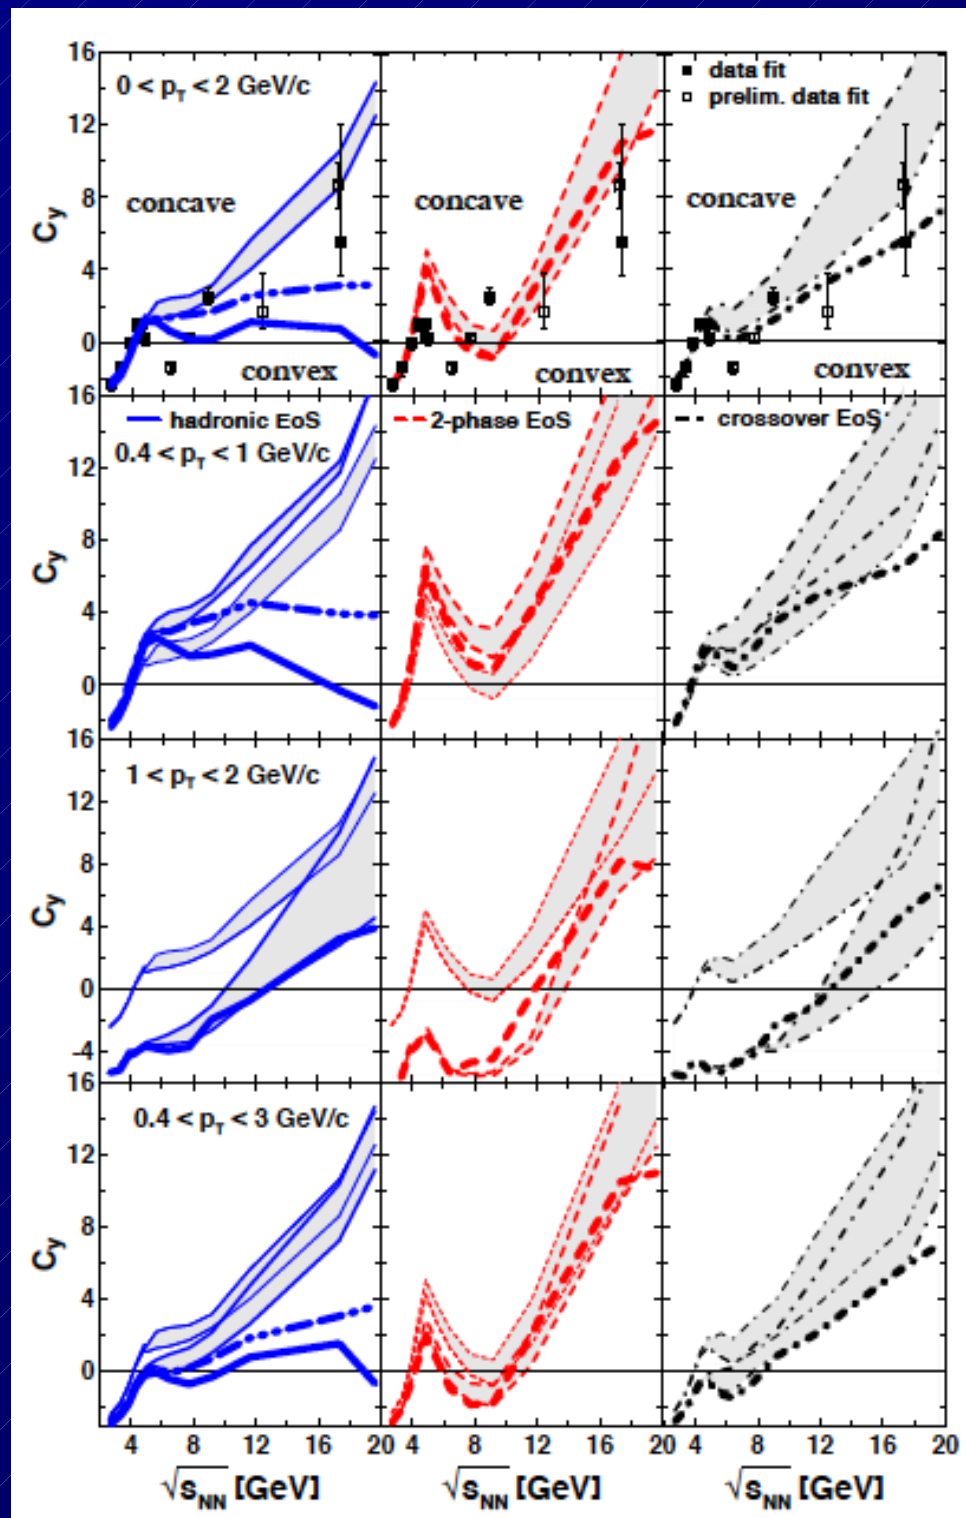 16
12
8
4
0
C_y
0 < p_T < 2 GeV/c
concave
convex
concave
convex
data fit
prelim. data fit
concave
convex
16
12
8
4
0
C_y
hadronic EoS
0.4 < p_T < 1 GeV/c
2-phase EoS
crossover EoS
16
12
8
4
0
-4
C_y
1 < p_T < 2 GeV/c
16
12
8
4
0
C_y
0.4 < p_T < 3 GeV/c
4 8 12 16 20 4 8 12 16 20 4 8 12 16 20
√s_NN [GeV] √s_NN [GeV] √s_NN [GeV]